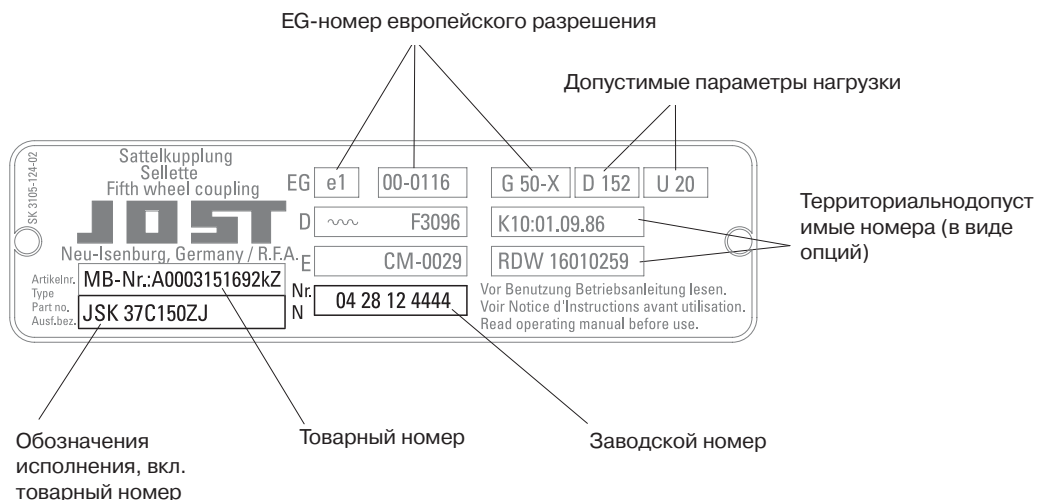 EG-номер европейского разрешения
Допустимые параметры нагрузки
SK 3105-124-02
Sattelkupplung
Sellette
Fifth wheel coupling
JOST
Neu-Isenburg, Germany / R.F.A.
EG e1 00-0116 G 50-X D 152 U 20
D F3096 K10:01.09.86
E CM-0029 RDW 16010259
Artikelnr.
Type
Part no.
Ausf.bez.
MB-Nr.:A0003151692kZ
JSK 37C150ZJ
Nr.
N
04 28 12 4444
Vor Benutzung Betriebsanleitung lesen.
Voir Notice d'Instructions avant utilisation.
Read operating manual before use.
Территориальнодопуст
имые номера (в виде
опций)
Обозначения
исполнения, вкл.
товарный номер
Товарный номер
Заводской номер